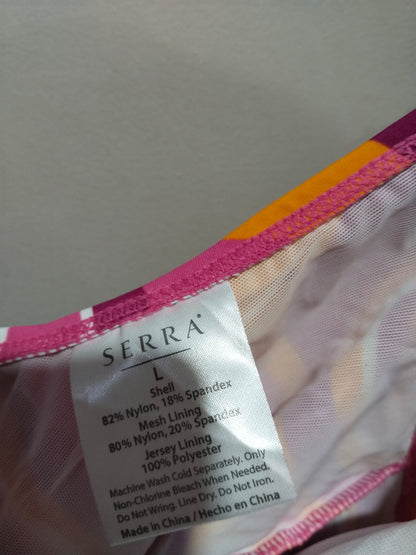 SERRA
L
Shell
82% Nylon, 18% Spandex
Mesh Lining
80% Nylon, 20% Spandex
Jersey Lining
100% Polyester
Machine Wash Cold Separately. Only
Non-Chlorine Bleach When Needed.
Do Not Wring. Line Dry. Do Not Iron.
Made in China / Hecho en China